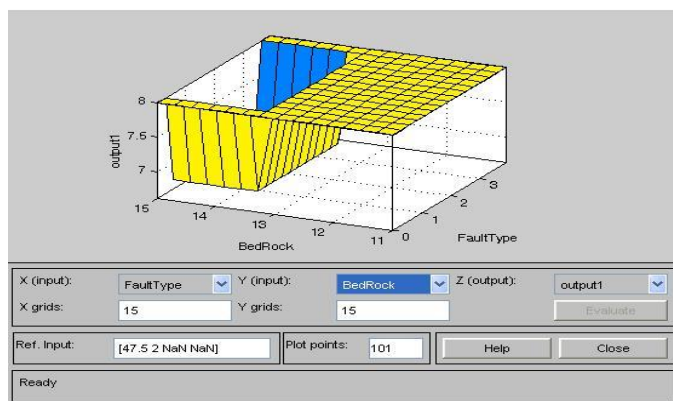 8
7.5
7
output1
15
14
13
12
11
BedRock
0
1
2
3
FaultType
X (input): FaultType Y (input): BedRock Z (output): output1
X grids: 15 Y grids: 15 Evaluate
Ref. Input: [47.5 2 NaN NaN] Plot points: 101 Help Close
Ready